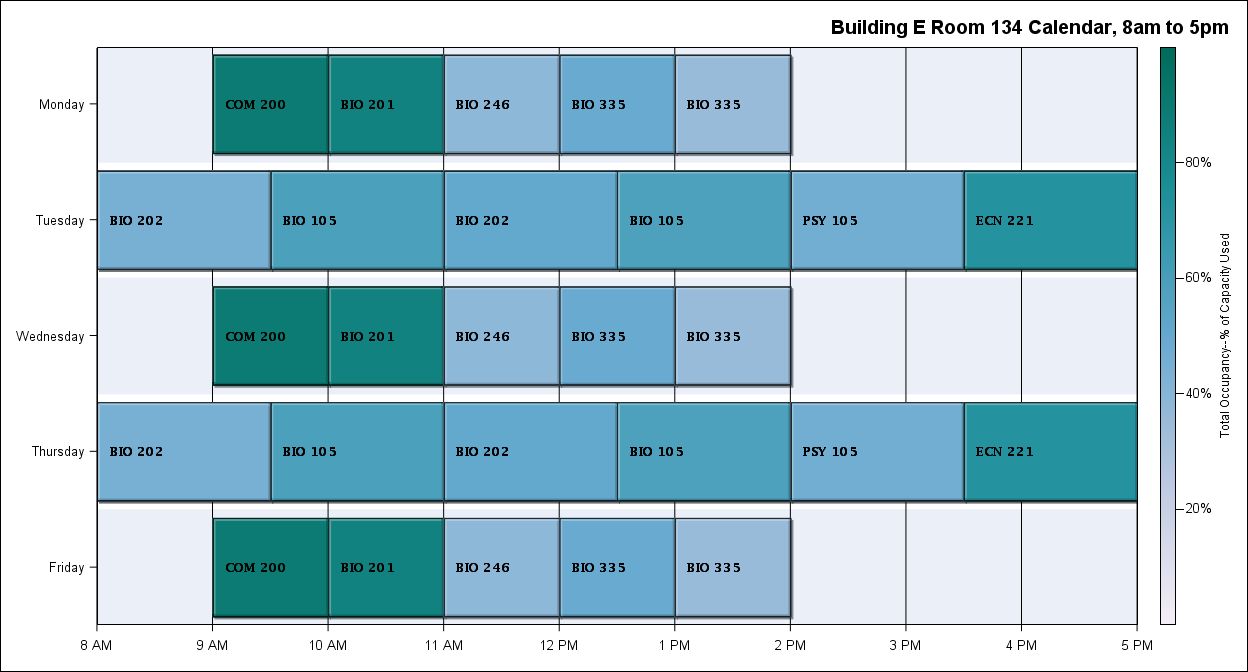 Building E Room 134 Calendar, 8am to 5pm
Monday
COM 200
BIO 201
BIO 246
BIO 335
BIO 335
Tuesday
BIO 202
BIO 105
BIO 202
BIO 105
PSY 105
ECN 221
Wednesday
COM 200
BIO 201
BIO 246
BIO 335
BIO 335
Thursday
BIO 202
BIO 105
BIO 202
BIO 105
PSY 105
ECN 221
Friday
COM 200
BIO 201
BIO 246
BIO 335
BIO 335
8 AM
9 AM
10 AM
11 AM
12 PM
1 PM
2 PM
3 PM
4 PM
5 PM
80%
60%
40%
20%
Total Occupancy--% of Capacity Used